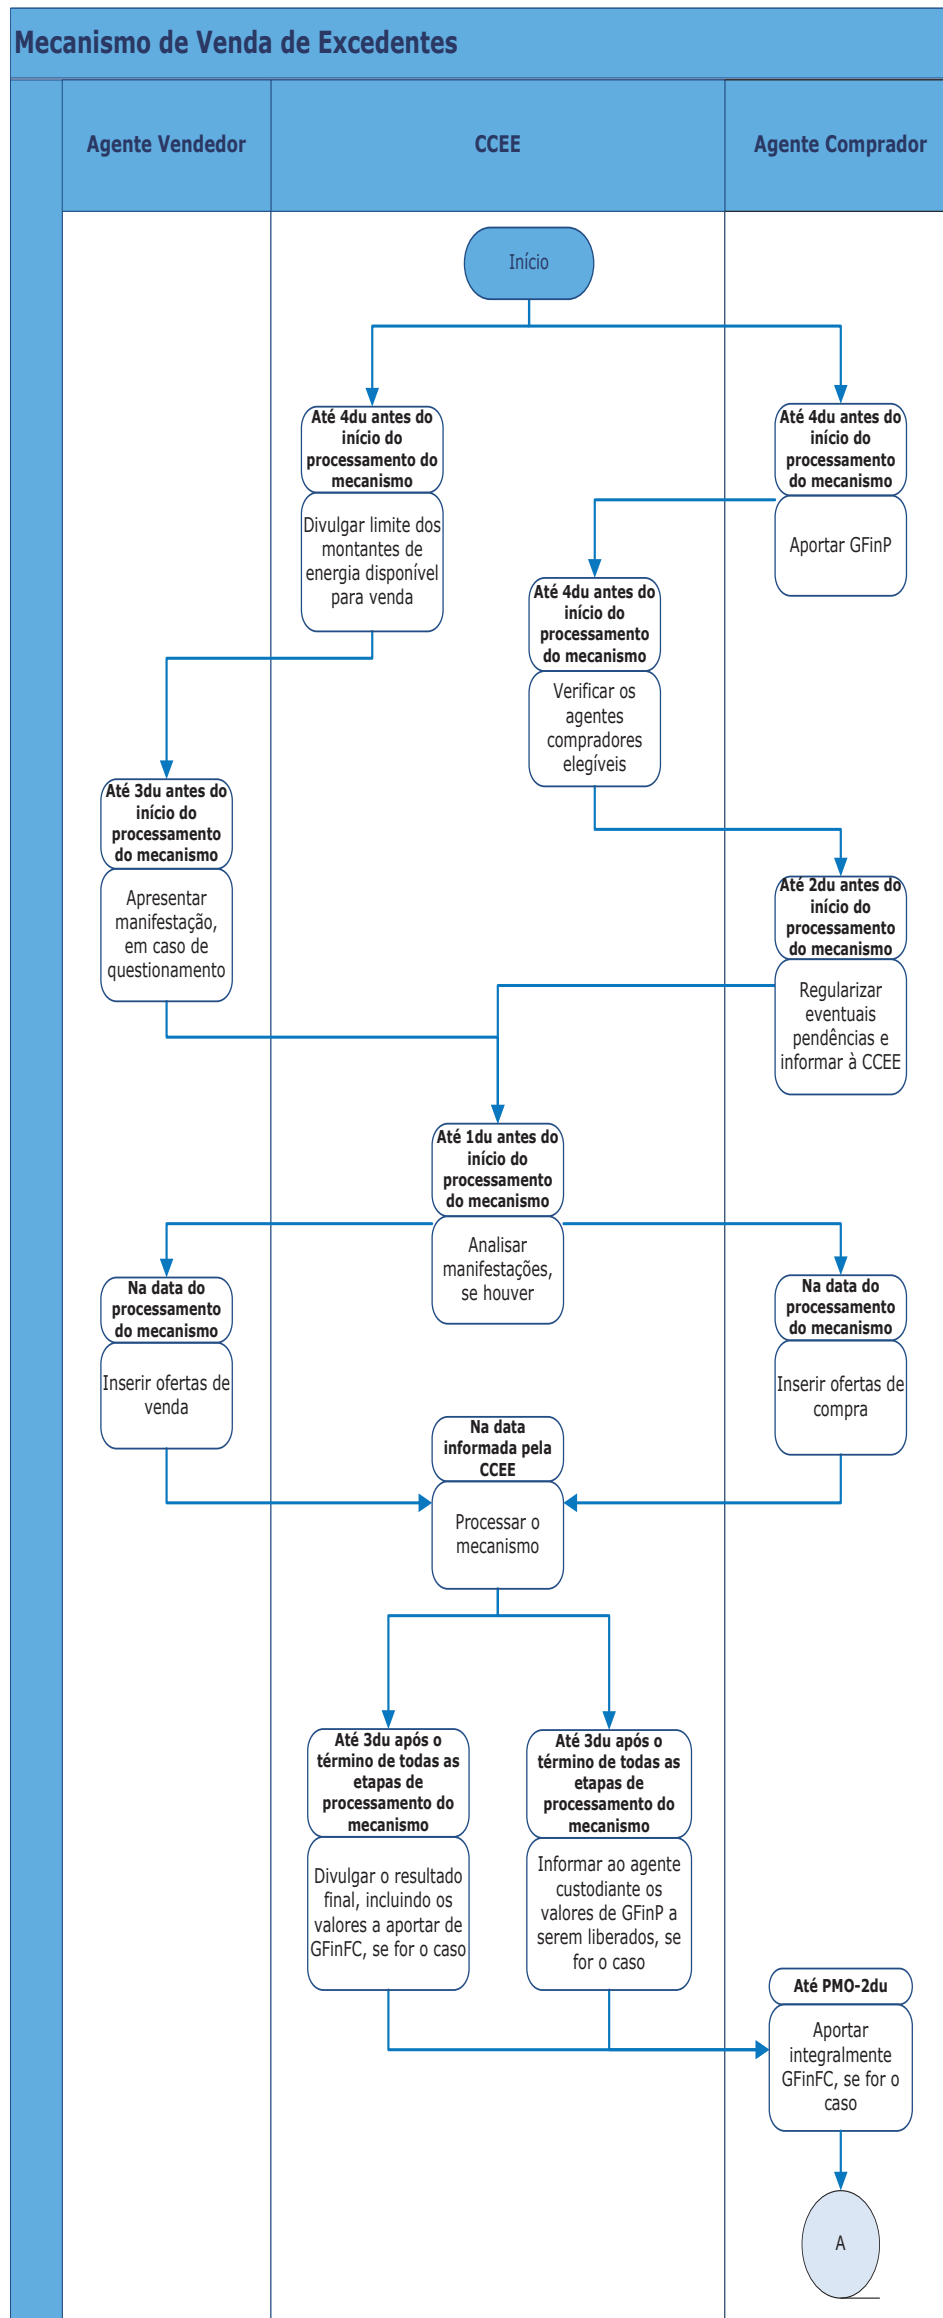 Mecanismo de Venda de Excedentes
Agente Vendedor
CCEE
Agente Comprador
Início
Até 4du antes do
início do
processamento do
mecanismo
Divulgar limite dos
montantes de
energia disponível
para venda
Até 4du antes do
início do
processamento
do mecanismo
Aportar GFinP
Até 4du antes do
início do
processamento
do mecanismo
Verificar os
agentes
compradores
elegíveis
Até 3du antes do
início do
processamento
do mecanismo
Apresentar
manifestação,
em caso de
questionamento
Até 2du antes do
início do
processamento
do mecanismo
Regularizar
eventuais
pendências e
informar à CCEE
Até 1du antes do
início do
processamento
do mecanismo
Analisar
manifestações,
se houver
Na data do
processamento
do mecanismo
Inserir ofertas de
venda
Na data do
processamento
do mecanismo
Inserir ofertas de
compra
Na data
informada pela
CCEE
Processar o
mecanismo
Até 3du após o
término de todas as
etapas de
processamento do
mecanismo
Divulgar o resultado
final, incluindo os
valores a aportar de
GFinFC, se for o caso
Até 3du após o
término de todas as
etapas de
processamento do
mecanismo
Informar ao agente
custodiante os
valores de GFinP a
serem liberados, se
for o caso
Até PMO-2du
Aportar
integralmente
GFinFC, se for o
caso
A